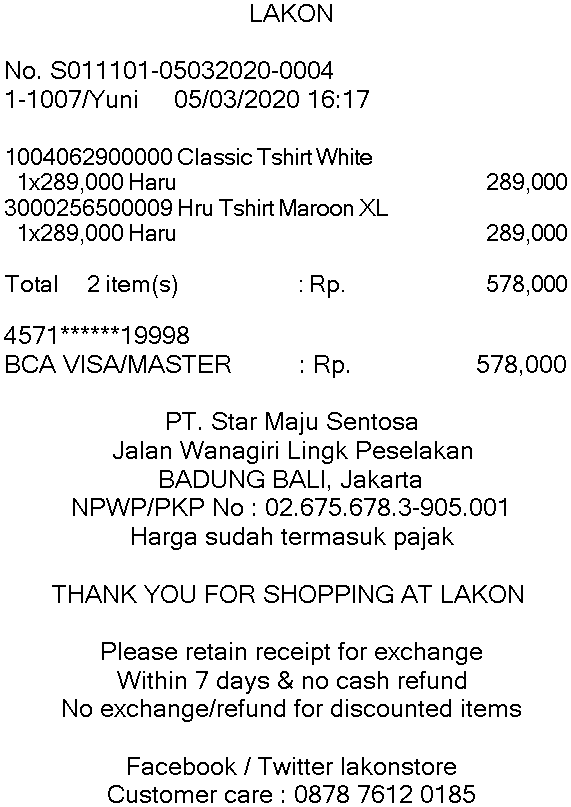 LAKON
No. S011101-05032020-0004
1-1007/Yuni 05/03/2020 16:17
1004062900000 Classic Tshirt White
1x289,000 Haru 289,000
3000256500009 Hru Tshirt Maroon XL
1x289,000 Haru 289,000
Total 2 item(s) : Rp. 578,000
4571******19998
BCA VISA/MASTER : Rp. 578,000
PT. Star Maju Sentosa
Jalan Wanagiri Lingk Peselakan
BADUNG BALI, Jakarta
NPWP/PKP No : 02.675.678.3-905.001
Harga sudah termasuk pajak
THANK YOU FOR SHOPPING AT LAKON
Please retain receipt for exchange
Within 7 days & no cash refund
No exchange/refund for discounted items
Facebook / Twitter lakonstore
Customer care : 0878 7612 0185